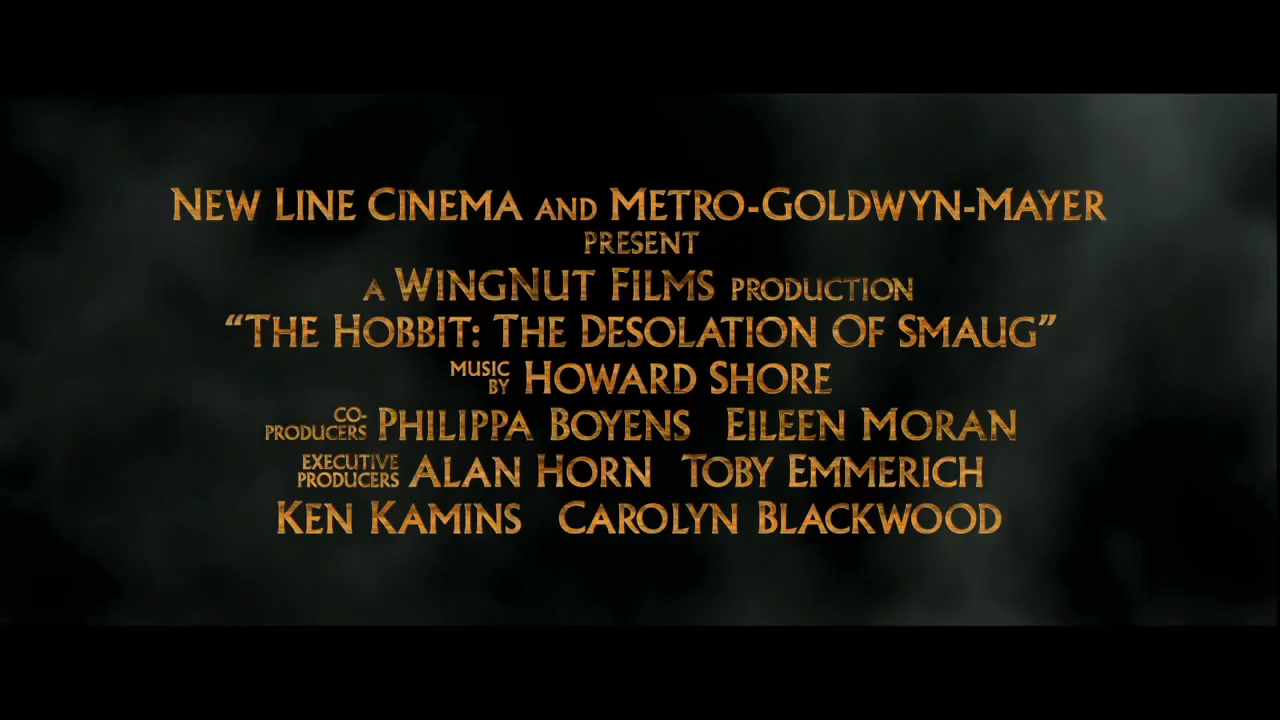 NEW LINE CINEMA AND METRO-GOLDWYN-MAYER
PRESENT
A WINGNUT FILMS PRODUCTION
“THE HOBBIT: THE DESOLATION OF SMAUG”
MUSIC BY HOWARD SHORE
CO-PRODUCERS PHILIPPA BOYENS EILEEN MORAN
EXECUTIVE PRODUCERS ALAN HORN TOBY EMMERICH
KEN KAMINS CAROLYN BLACKWOOD